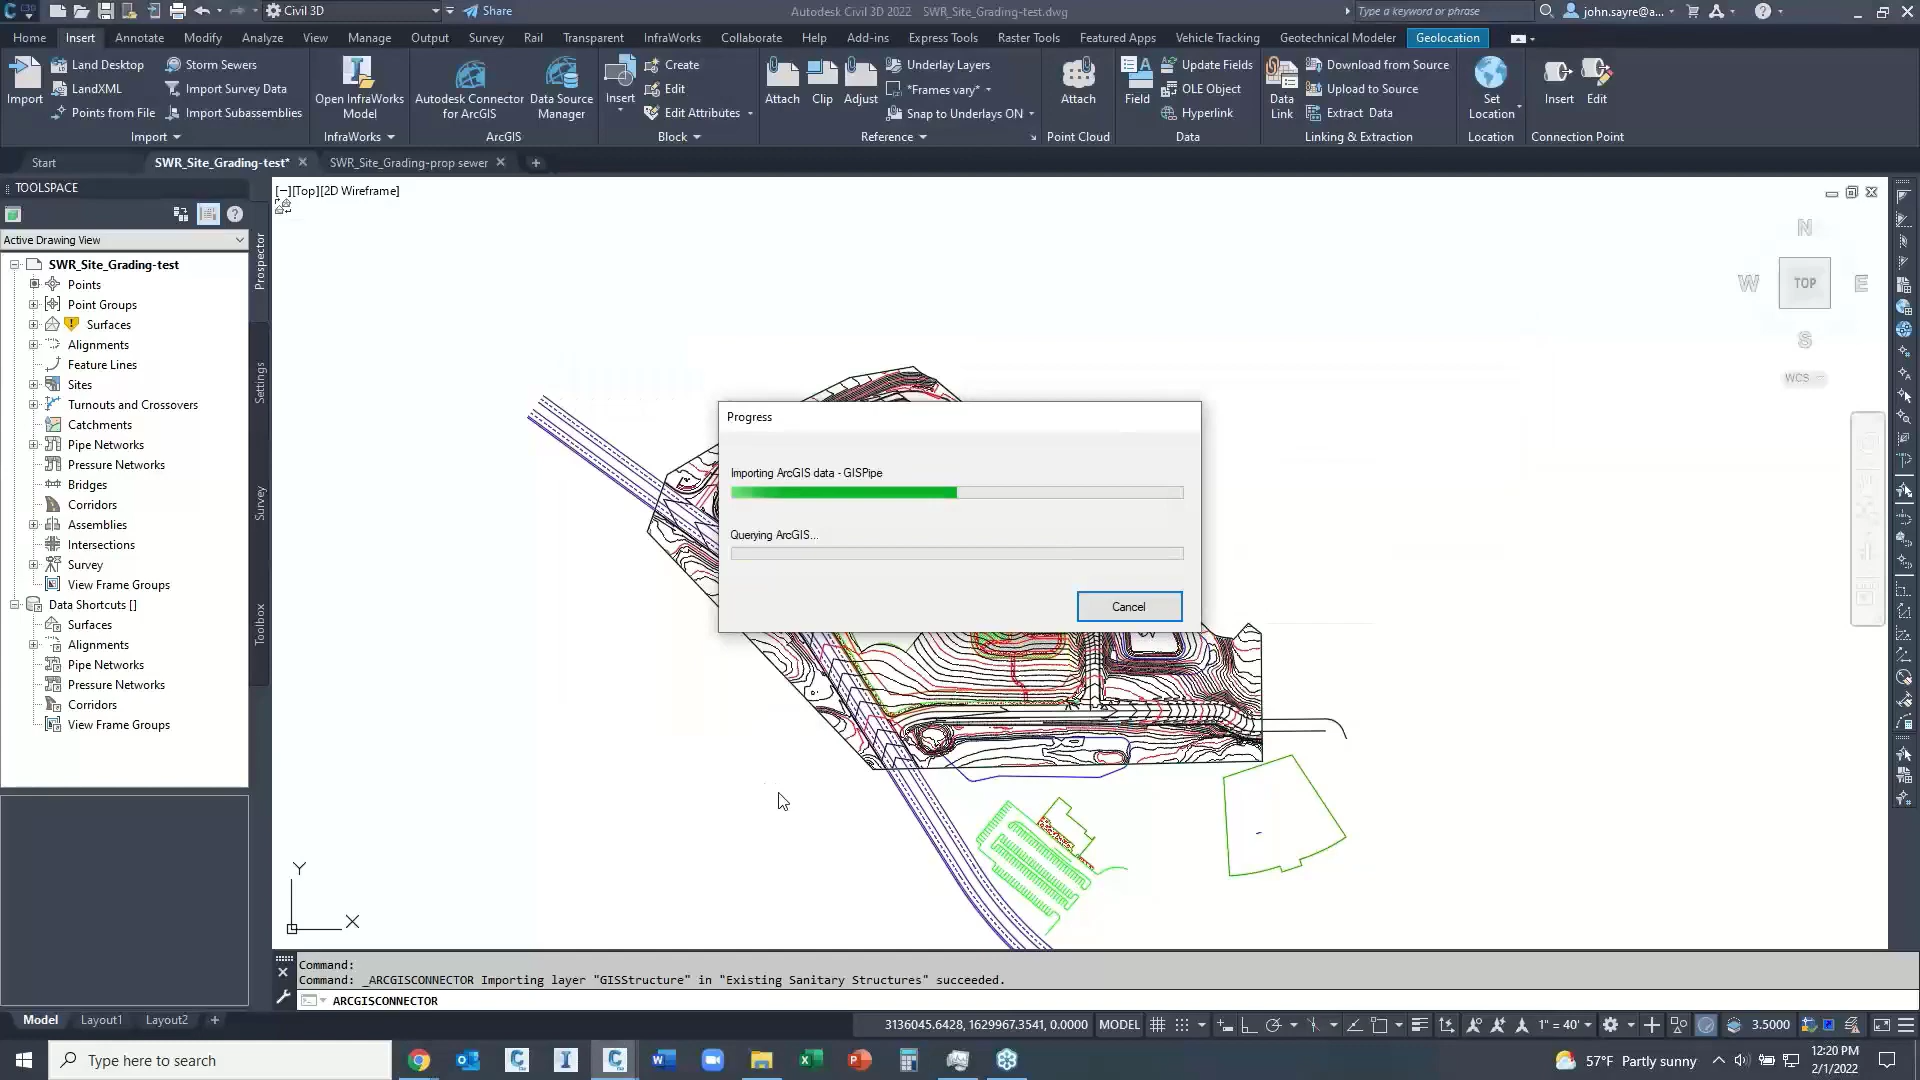 Civil 3D
Share
Autodesk Civil 3D 2022 SWR_Site_Grading-test.dwg
Type a keyword or phrase
john.sayre@a...
Home Insert Annotate Modify Analyze View Manage Output Survey Rail Transparent InfraWorks Collaborate Help Add-ins Express Tools Raster Tools Featured Apps Vehicle Tracking Geotechnical Modeler Geolocation
Import
Land Desktop
LandXML
Points from File
Storm Sewers
Import Survey Data
Import Subassemblies
Import
Open InfraWorks
Model
InfraWorks
Autodesk Connector
for ArcGIS
Data Source
Manager
ArcGIS
Insert
Create
Edit
Edit Attributes
Block
Attach
Clip
Adjust
Underlay Layers
*Frames vary*
Snap to Underlays ON
Reference
Attach
Point Cloud
Field
Update Fields
OLE Object
Hyperlink
Data
Data
Link
Download from Source
Upload to Source
Extract Data
Linking & Extraction
Set
Location
Location
Insert
Edit
Connection Point
Start
SWR_Site_Grading-test*
SWR_Site_Grading-prop sewer
TOOLSPACE
Active Drawing View
SWR_Site_Grading-test
Points
Point Groups
Surfaces
Alignments
Feature Lines
Sites
Turnouts and Crossovers
Catchments
Pipe Networks
Pressure Networks
Bridges
Corridors
Assemblies
Intersections
Survey
View Frame Groups
Data Shortcuts []
Surfaces
Alignments
Pipe Networks
Pressure Networks
Corridors
View Frame Groups
Prospector
Settings
Survey
Toolbox
[−][Top][2D Wireframe]
N
W
TOP
E
S
WCS
Progress
Importing ArcGIS data - GISPipe
Querying ArcGIS...
Cancel
Y
X
Command:
Command: _ARCGISCONNECTOR Importing layer "GISStructure" in "Existing Sanitary Structures" succeeded.
ARCGISCONNECTOR
Model
Layout1
Layout2
3136045.6428, 1629967.3541, 0.0000
MODEL
1" = 40'
3.5000
Type here to search
57°F Partly sunny
12:20 PM
2/1/2022